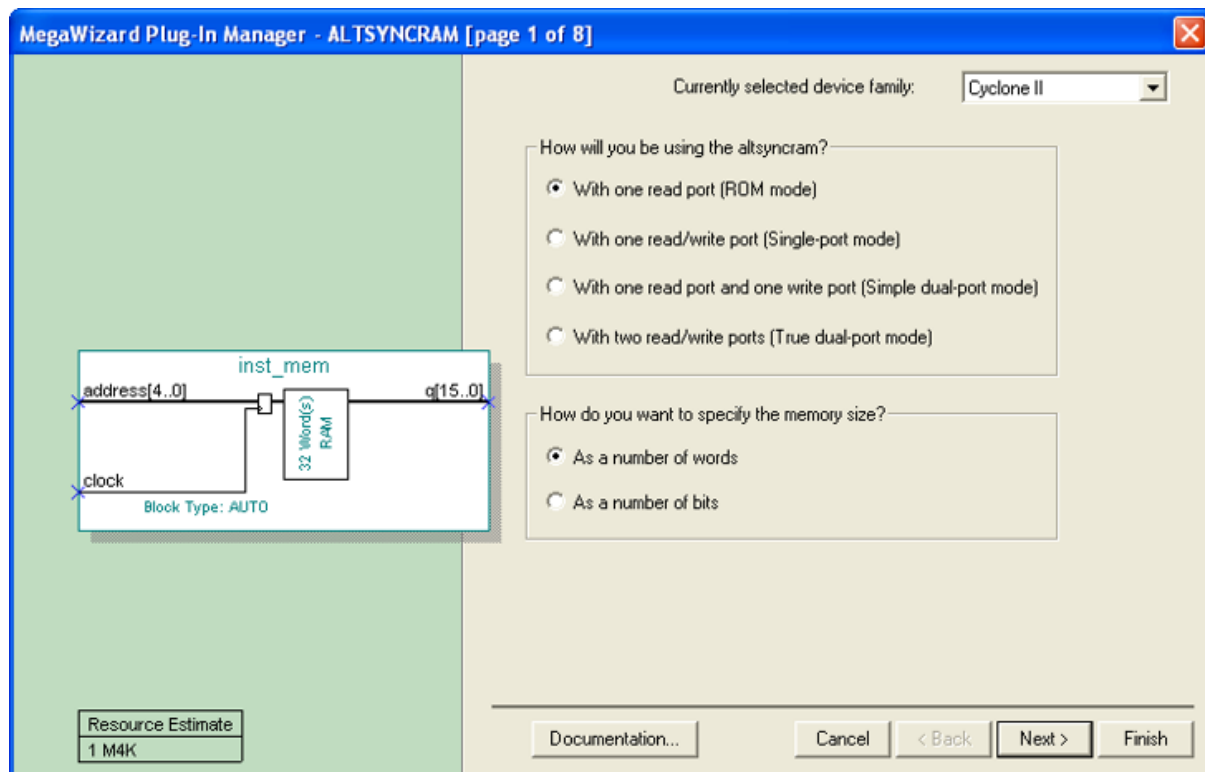 MegaWizard Plug-In Manager - ALTSYNCRAM [page 1 of 8]
Currently selected device family:
Cyclone II
How will you be using the altsyncram?
With one read port (ROM mode)
With one read/write port (Single-port mode)
With one read port and one write port (Simple dual-port mode)
With two read/write ports (True dual-port mode)
How do you want to specify the memory size?
As a number of words
As a number of bits
inst_mem
address[4..0]
q[15..0]
32 Word(s)
RAM
clock
Block Type: AUTO
Resource Estimate
1 M4K
Documentation...
Cancel
< Back
Next >
Finish